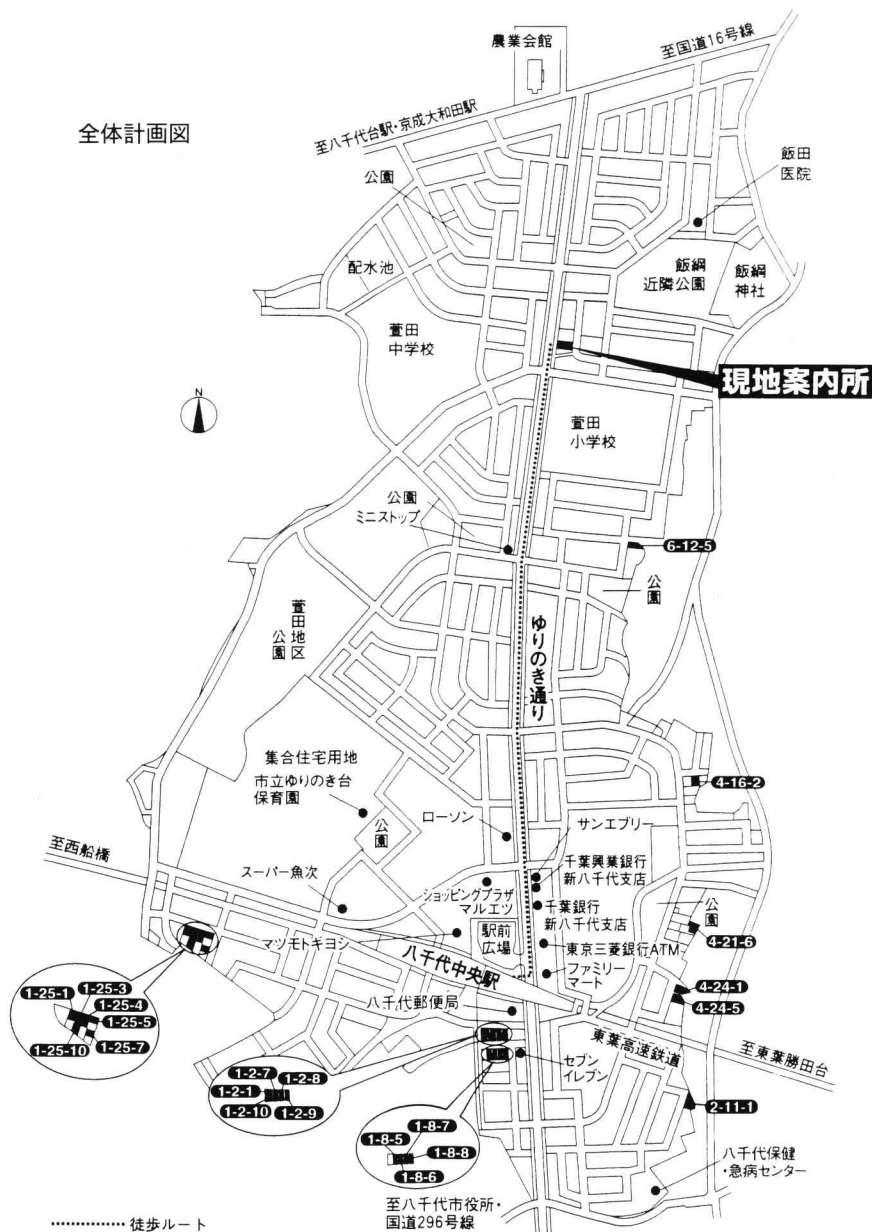 農業会館
至国道16号線
全体計画図
至八千代台駅・京成大和田駅
公園
飯田
医院
配水池
飯綱
近隣公園
飯綱
神社
萱田
中学校
現地案内所
N
萱田
小学校
公園
ミニストップ
6-12-5
公園
萱田地区
公園
ゆりのき通り
集合住宅用地
市立ゆりのき台
保育園
4-16-2
公園
ローソン
サンエブリー
至西船橋
千葉興業銀行
新八千代支店
スーパー魚次
ショッピングプラザ
マルエツ
千葉銀行
新八千代支店
公園
4-21-6
駅前
広場
マツモトキヨシ
東京三菱銀行ATM
八千代中央駅
ファミリー
マート
4-24-1
4-24-5
1-25-1
1-25-3
1-25-4
1-25-5
1-25-10
1-25-7
八千代郵便局
東葉高速鉄道
至東葉勝田台
セブン
イレブン
1-2-7
1-2-8
1-2-1
1-2-10
1-2-9
2-11-1
1-8-7
1-8-5
1-8-8
1-8-6
八千代保健
・急病センター
至八千代市役所・
国道296号線
徒歩ルート